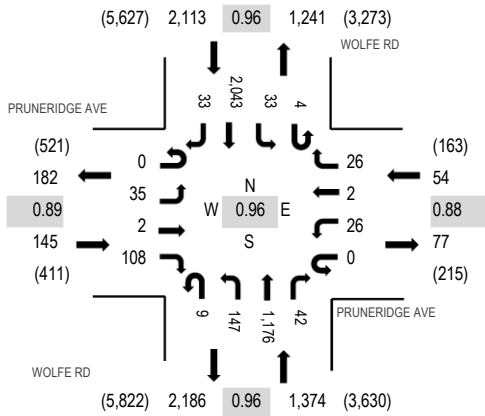 (5,627) 2,113 0.96 1,241 (3,273)
WOLFE RD
33 2,043 33 4
PRUNERIDGE AVE
(521) (163)
182 0 26 54
35 N 2
0.89 W 0.96 E 0.88
145 2 S 26 77
108 0
(411) (215)
9 147 1,176 42
PRUNERIDGE AVE
WOLFE RD
(5,822) 2,186 0.96 1,374 (3,630)